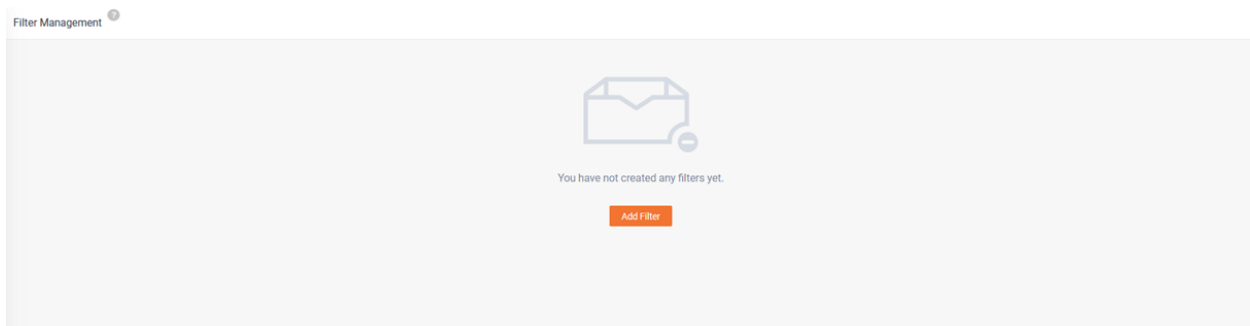 Filter Management ?
You have not created any filters yet.
Add Filter